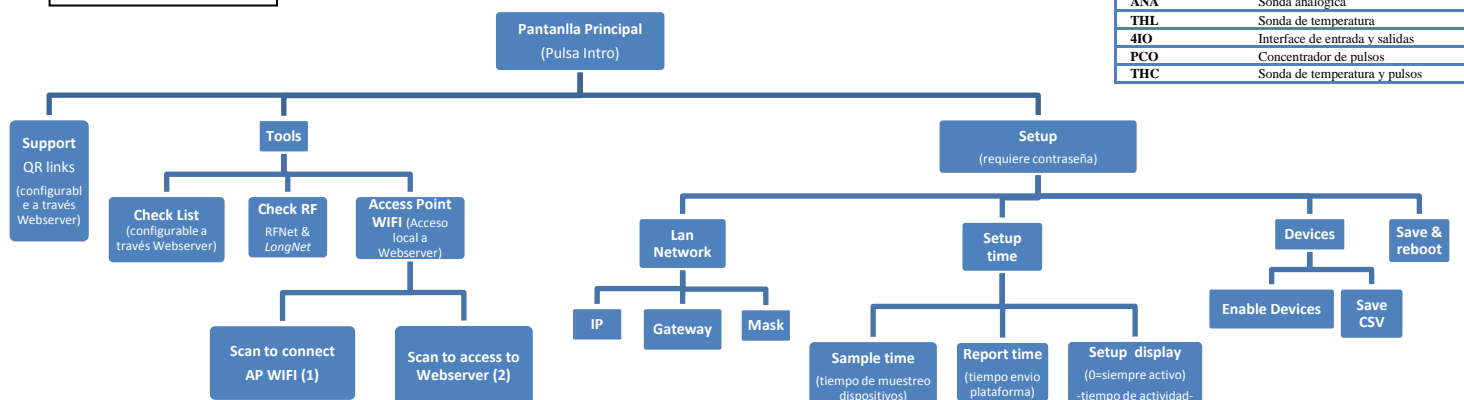 ANA Sonda analógica
THL Sonda de temperatura
4IO Interface de entrada y salidas
PCO Concentrador de pulsos
THC Sonda de temperatura y pulsos
Pantanlla Principal
(Pulsa Intro)
Support
QR links
(configurabl
e a través
Webserver)
Tools
Setup
(requiere contraseña)
Check List
(configurable a
través Webserver)
Check RF
RFNet &
LongNet
Access Point
WIFI (Acceso
local a
Webserver)
Lan
Network
Setup
time
Devices
Save &
reboot
Scan to connect
AP WIFI (1)
Scan to access to
Webserver (2)
IP
Gateway
Mask
Sample time
(tiempo de muestreo
dispositivos)
Report time
(tiempo envio
plataforma)
Setup display
(0=siempre activo)
-tiempo de actividad-
Enable Devices
Save
CSV